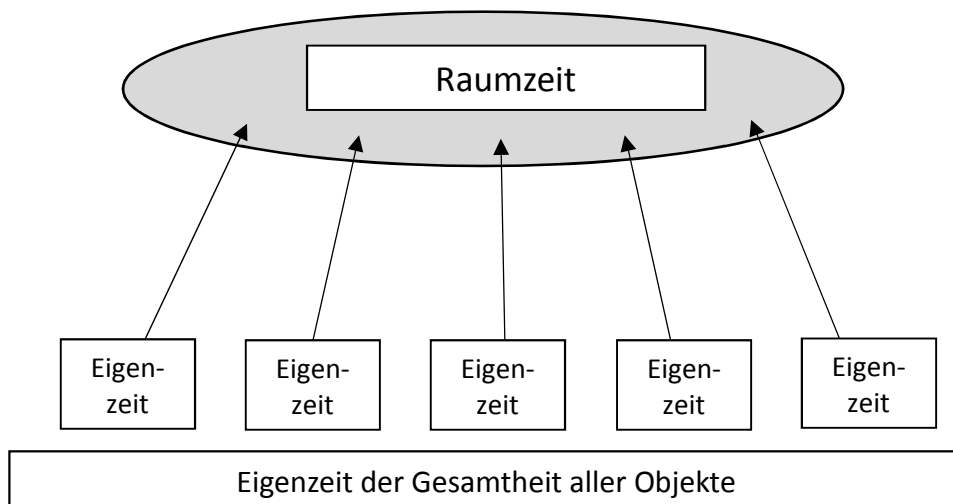 Raumzeit
Eigen-
zeit
Eigen-
zeit
Eigen-
zeit
Eigen-
zeit
Eigen-
zeit
Eigenzeit der Gesamtheit aller Objekte